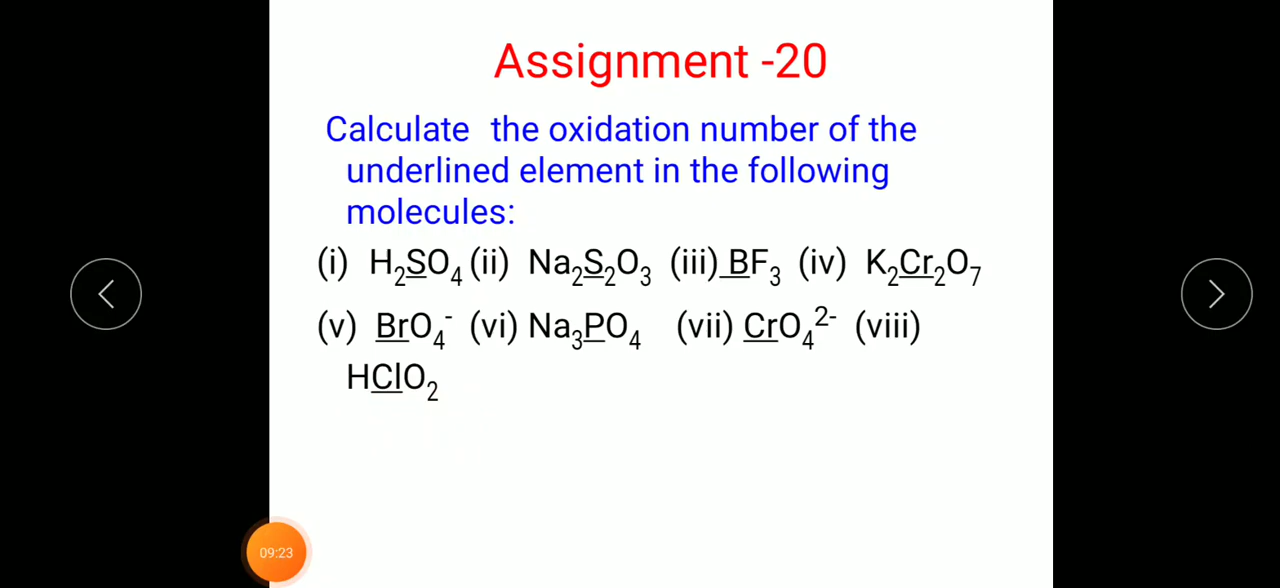 Assignment -20
Calculate the oxidation number of the
underlined element in the following
molecules:
(i) H₂SO₄ (ii) Na₂S₂O₃ (iii) BF₃ (iv) K₂Cr₂O₇
(v) BrO₄⁻ (vi) Na₃PO₄ (vii) CrO₄²⁻ (viii)
HClO₂
09:23